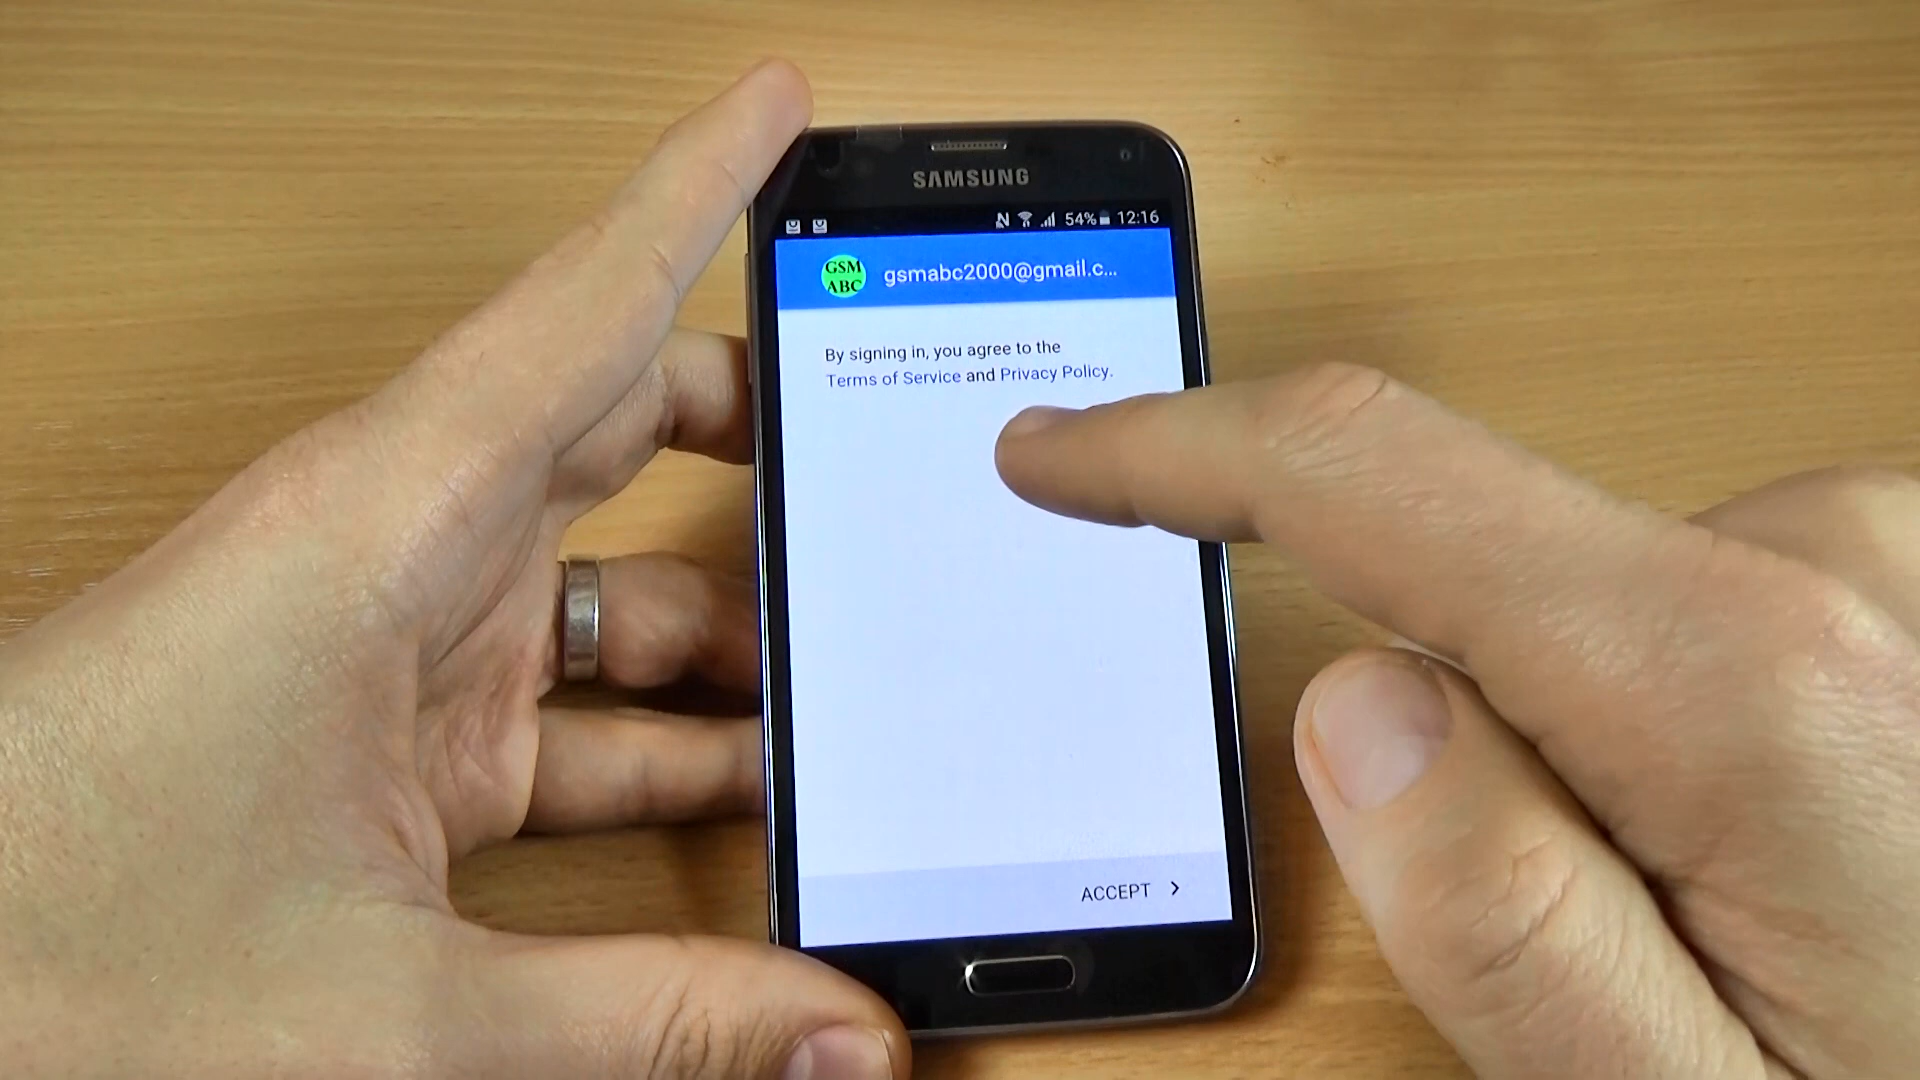 SAMSUNG
54% 12:16
GSM
ABC
gsmabc2000@gmail.c...
By signing in, you agree to the
Terms of Service and Privacy Policy.
ACCEPT